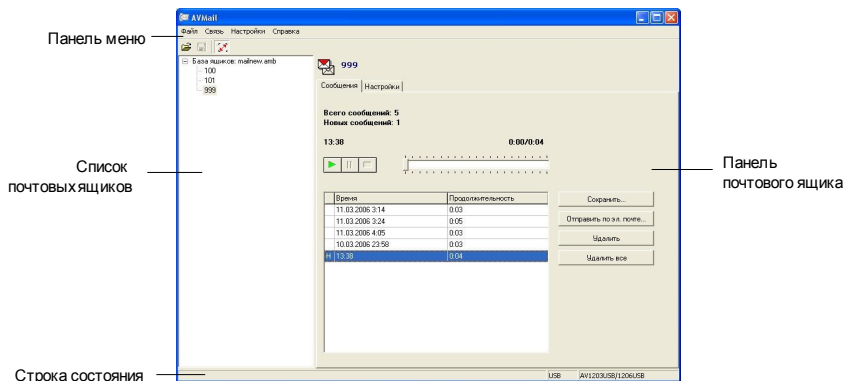 AVMail
Файл Связь Настройки Справка
Панель меню
База ящиков: mailnew.amb
100
101
999
999
Сообщения Настройки
Всего сообщений: 5
Новых сообщений: 1
13:38 0:00/0:04
Список
почтовых ящиков
Панель
почтового ящика
Время Продолжительность
11.03.2006 3:14 0:03
11.03.2006 3:24 0:05
11.03.2006 4:05 0:03
10.03.2006 23:58 0:03
Н 13:38 0:04
Сохранить...
Отправить по эл. почте...
Удалить
Удалить все
Строка состояния
USB AV1203USB/1206USB